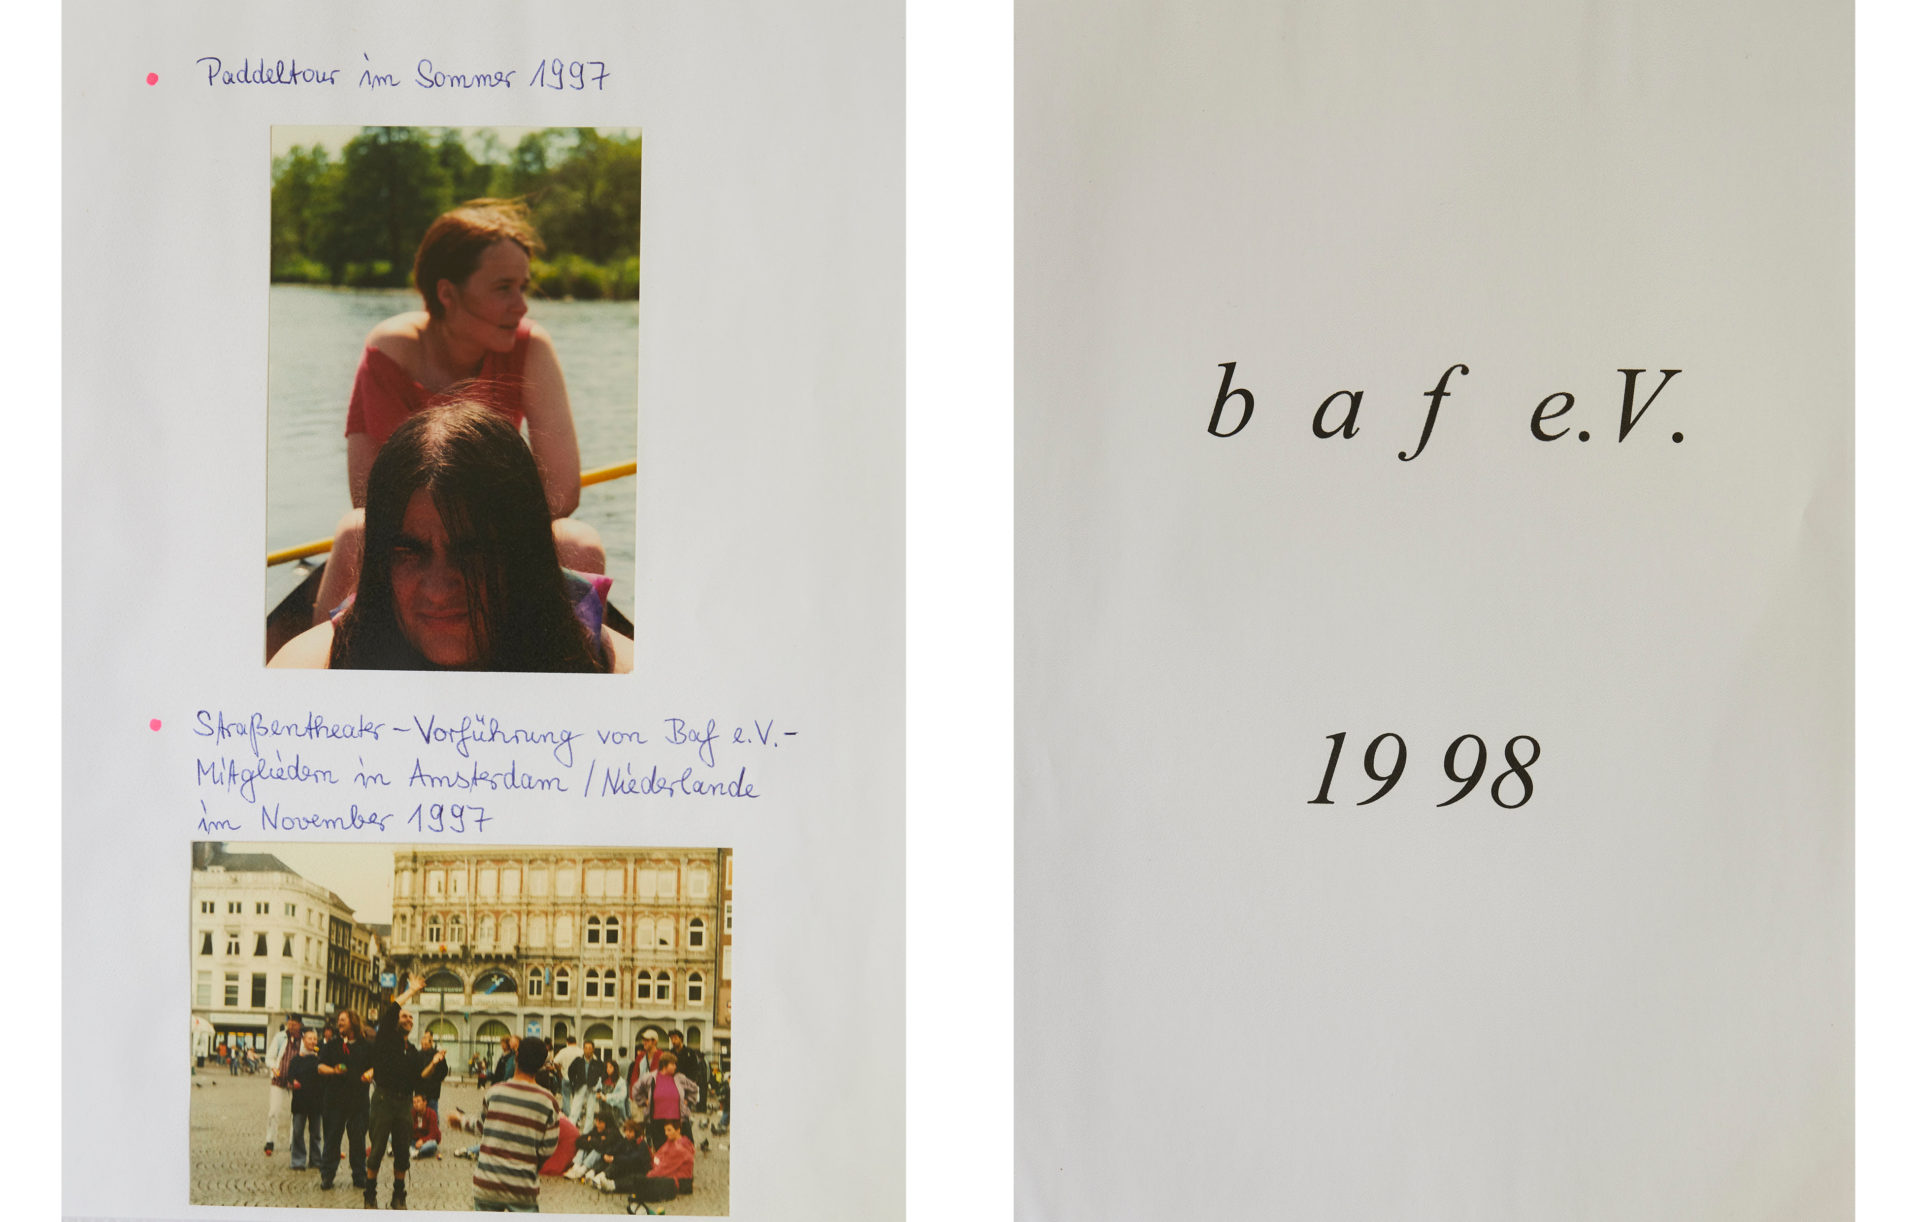 Paddeltour im Sommer 1997
Straßentheater-Vorführung von Baf e.V.-
Mitgliedern in Amsterdam / Niederlande
im November 1997
b a f e.V.
19 98